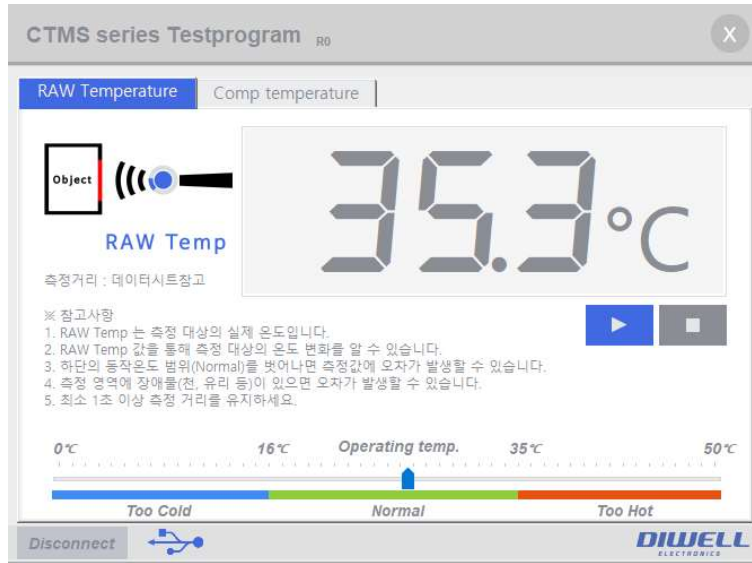 CTMS series Testprogram R0
X
RAW Temperature
Comp temperature
Object
35.3℃
RAW Temp
측정거리 : 데이터시트참고
※ 참고사항
1. RAW Temp 는 측정 대상의 실제 온도입니다.
2. RAW Temp 값을 통해 측정 대상의 온도 변화를 알 수 있습니다.
3. 하단의 동작온도 범위(Normal)를 벗어나면 측정값에 오차가 발생할 수 있습니다.
4. 측정 영역에 장애물(천, 유리 등)이 있으면 오차가 발생할 수 있습니다.
5. 최소 1초 이상 측정 거리를 유지하세요.
0℃ 16℃ Operating temp. 35℃ 50℃
Too Cold Normal Too Hot
Disconnect
DIWELL
ELECTRONICS